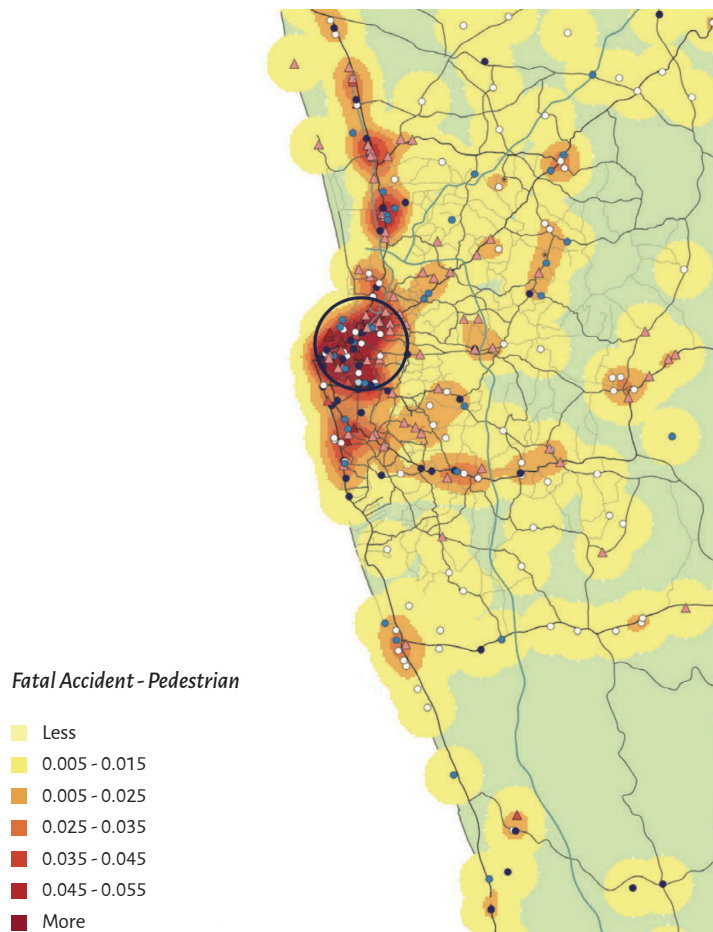 Fatal Accident - Pedestrian
Less
0.005 - 0.015
0.005 - 0.025
0.025 - 0.035
0.035 - 0.045
0.045 - 0.055
More